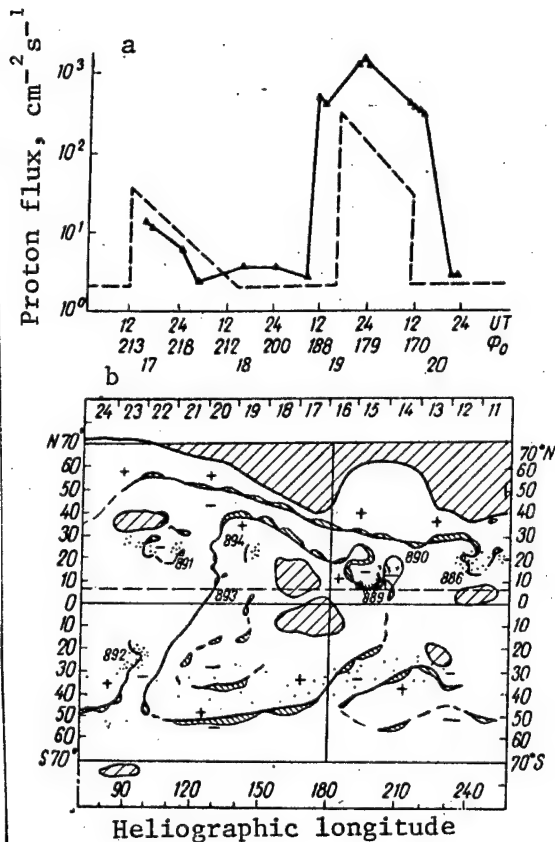 a
Proton flux, cm⁻² s⁻¹
10³
10²
10¹
10⁰
12 24 12 24 12 24 12 24 UT
213 218 212 200 188 179 170 φ₀
17 18 19 20
b
24 23 22 21 20 19 18 17 16 15 14 13 12 11
N 70° 70° N
60 60
50 50
40 40
30 30
20 20
10 10
0 0
10 10
20 20
30 30
40 40
50 50
60 60
S 70° 70° S
+ + + + + + + + + +
− − − − − − − −
891 894 890 886
893 889
892
90 120 150 180 210 240
Heliographic longitude